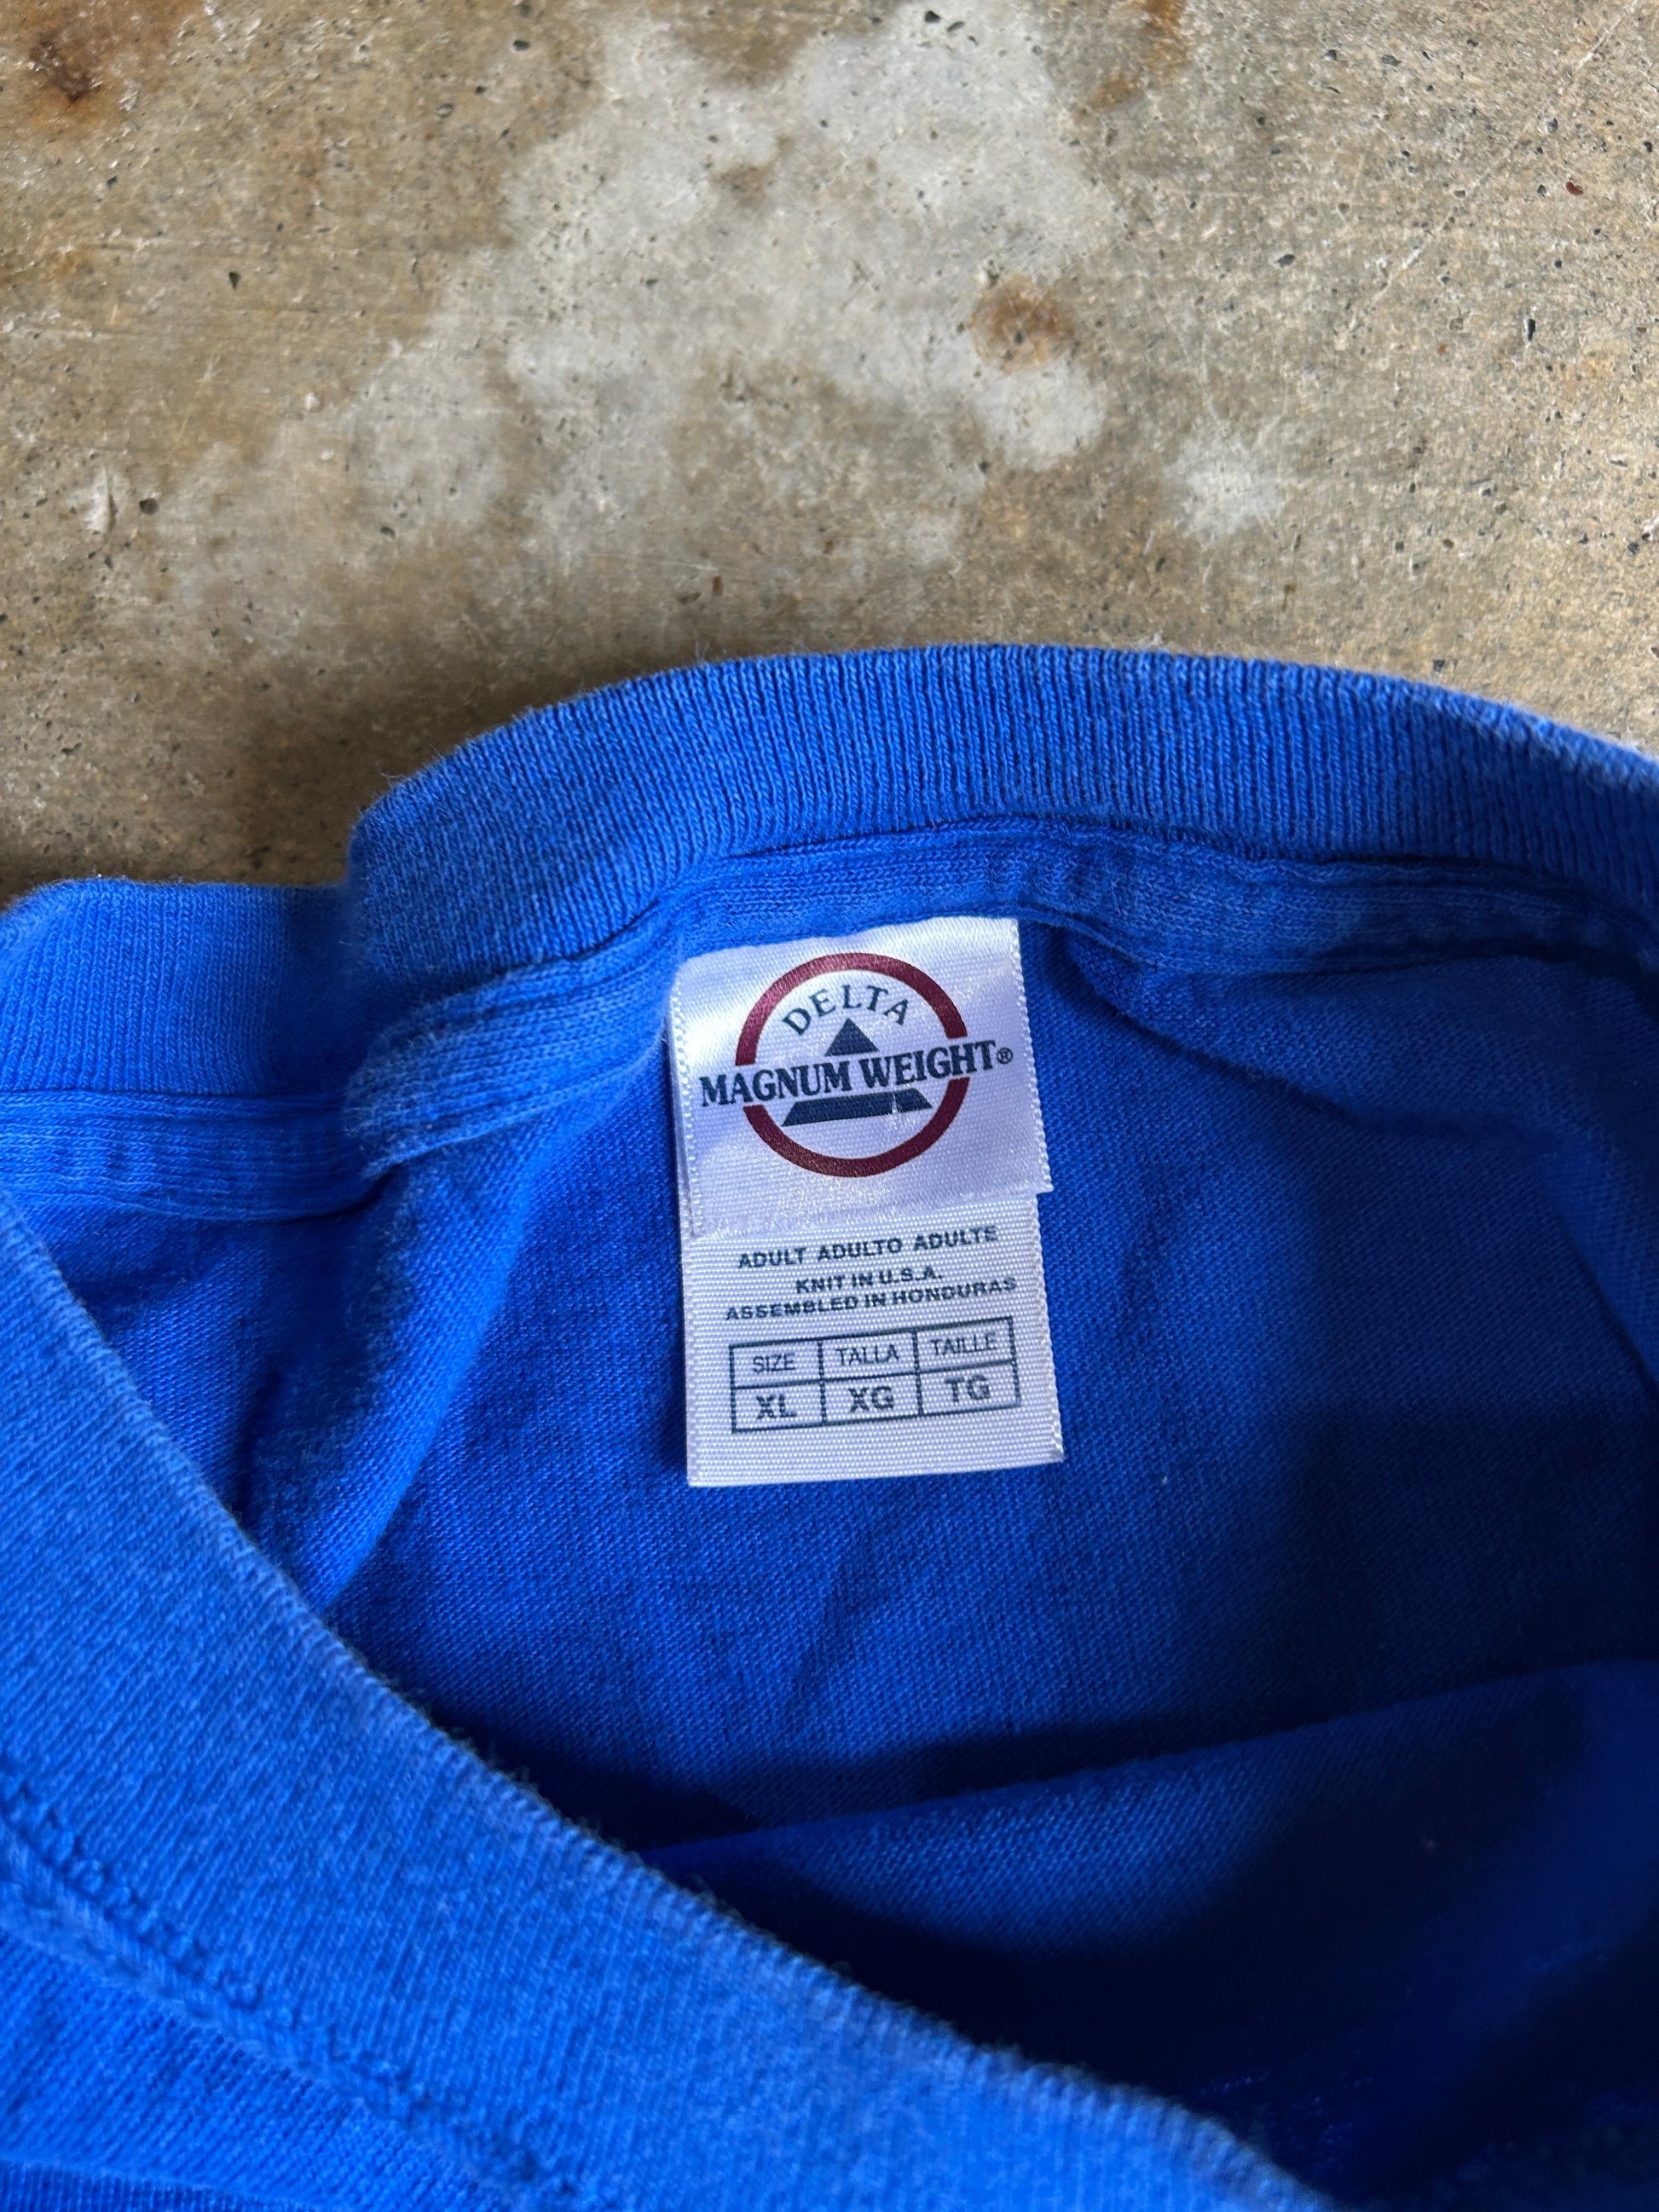 DELTA
MAGNUM WEIGHT®
ADULT ADULTO ADULTE
KNIT IN U.S.A.
ASSEMBLED IN HONDURAS
SIZE TALLA TAILLE
XL XG TG